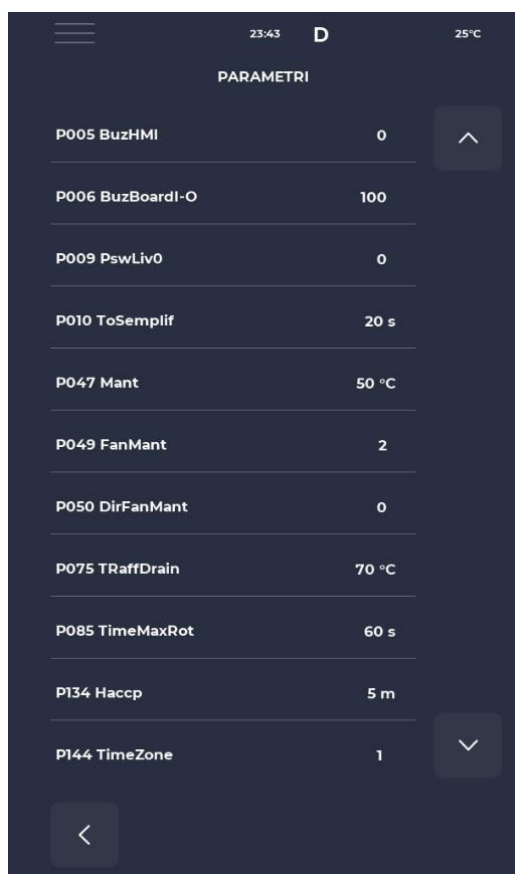 23:43 D 25°C
PARAMETRI
P005 BuzHMI 0
P006 BuzBoardI-O 100
P009 PswLiv0 0
P010 ToSemplif 20 s
P047 Mant 50 °C
P049 FanMant 2
P050 DirFanMant 0
P075 TRaffDrain 70 °C
P085 TimeMaxRot 60 s
P134 Haccp 5 m
P144 TimeZone 1